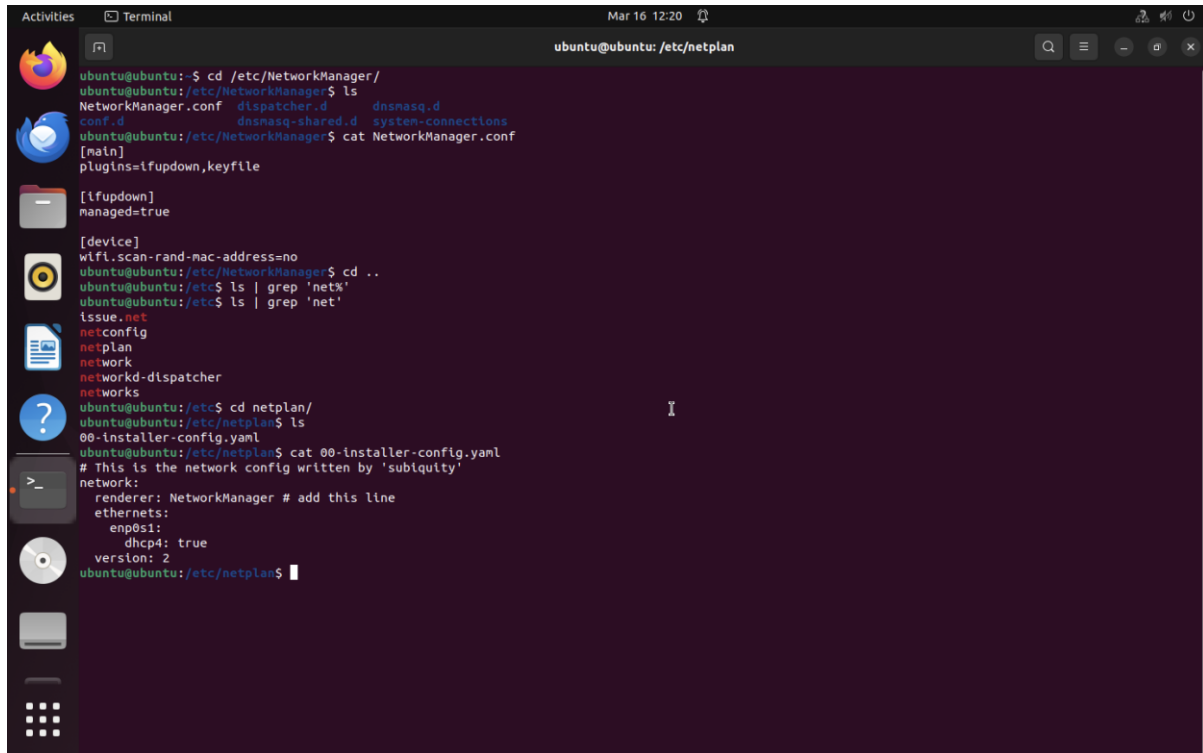 Activities Terminal Mar 16 12:20
ubuntu@ubuntu: /etc/netplan
ubuntu@ubuntu:~$ cd /etc/NetworkManager/
ubuntu@ubuntu:/etc/NetworkManager$ ls
NetworkManager.conf dispatcher.d dnsmasq.d
conf.d dnsmasq-shared.d system-connections
ubuntu@ubuntu:/etc/NetworkManager$ cat NetworkManager.conf
[main]
plugins=ifupdown,keyfile
[ifupdown]
managed=true
[device]
wifi.scan-rand-mac-address=no
ubuntu@ubuntu:/etc/NetworkManager$ cd ..
ubuntu@ubuntu:/etc$ ls | grep 'net%'
ubuntu@ubuntu:/etc$ ls | grep 'net'
issue.net
netconfig
netplan
network
networkd-dispatcher
networks
ubuntu@ubuntu:/etc$ cd netplan/
ubuntu@ubuntu:/etc/netplan$ ls
00-installer-config.yaml
ubuntu@ubuntu:/etc/netplan$ cat 00-installer-config.yaml
# This is the network config written by 'subiquity'
network:
  renderer: NetworkManager # add this line
  ethernets:
    enp0s1:
      dhcp4: true
  version: 2
ubuntu@ubuntu:/etc/netplan$